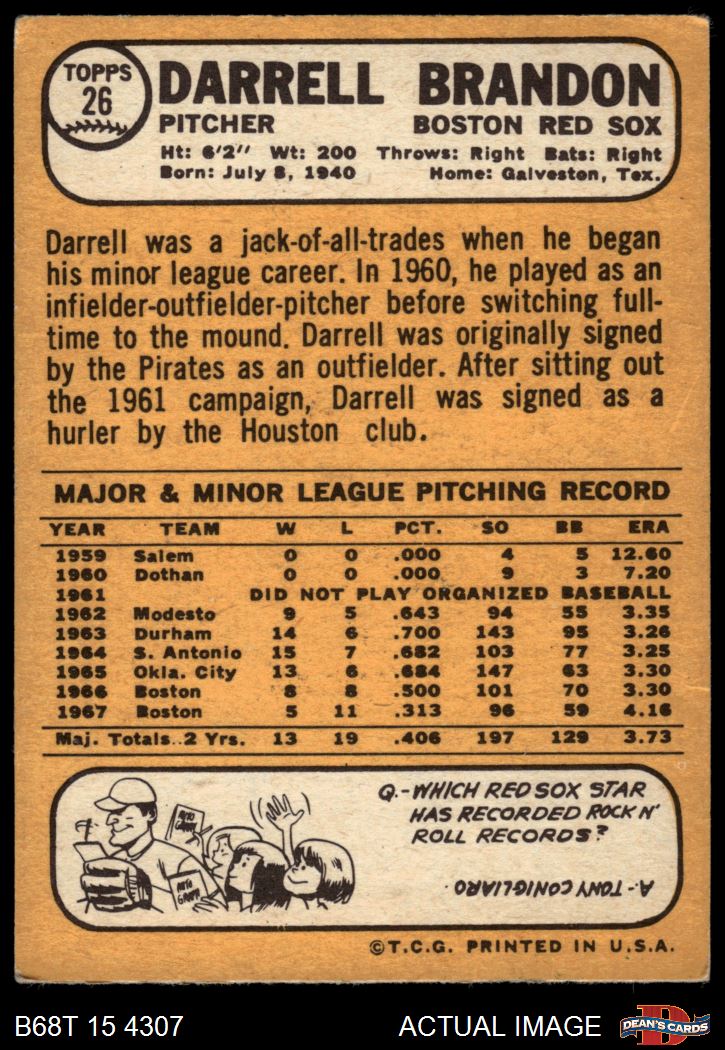 TOPPS
26
DARRELL BRANDON
PITCHER BOSTON RED SOX
Ht: 6'2" Wt: 200 Throws: Right Bats: Right
Born: July 8, 1940 Home: Galveston, Tex.
Darrell was a jack-of-all-trades when he began
his minor league career. In 1960, he played as an
infielder-outfielder-pitcher before switching full-
time to the mound. Darrell was originally signed
by the Pirates as an outfielder. After sitting out
the 1961 campaign, Darrell was signed as a
hurler by the Houston club.
MAJOR & MINOR LEAGUE PITCHING RECORD
YEAR TEAM W L PCT. SO BB ERA
1959 Salem 0 0 .000 4 5 12.60
1960 Dothan 0 0 .000 9 3 7.20
1961 DID NOT PLAY ORGANIZED BASEBALL
1962 Modesto 9 5 .643 94 55 3.35
1963 Durham 14 6 .700 143 95 3.26
1964 S. Antonio 15 7 .682 103 77 3.25
1965 Okla. City 13 6 .684 147 63 3.30
1966 Boston 8 8 .500 101 70 3.30
1967 Boston 5 11 .313 96 59 4.16
Maj. Totals..2 Yrs. 13 19 .406 197 129 3.73
Q.-WHICH RED SOX STAR
HAS RECORDED ROCK N'
ROLL RECORDS?
A-TONY CONIGLIARO.
AUTO
GRAPH
AUTO
GRAPH
©T.C.G. PRINTED IN U.S.A.
B68T 15 4307 ACTUAL IMAGE
D
DEAN'S CARDS